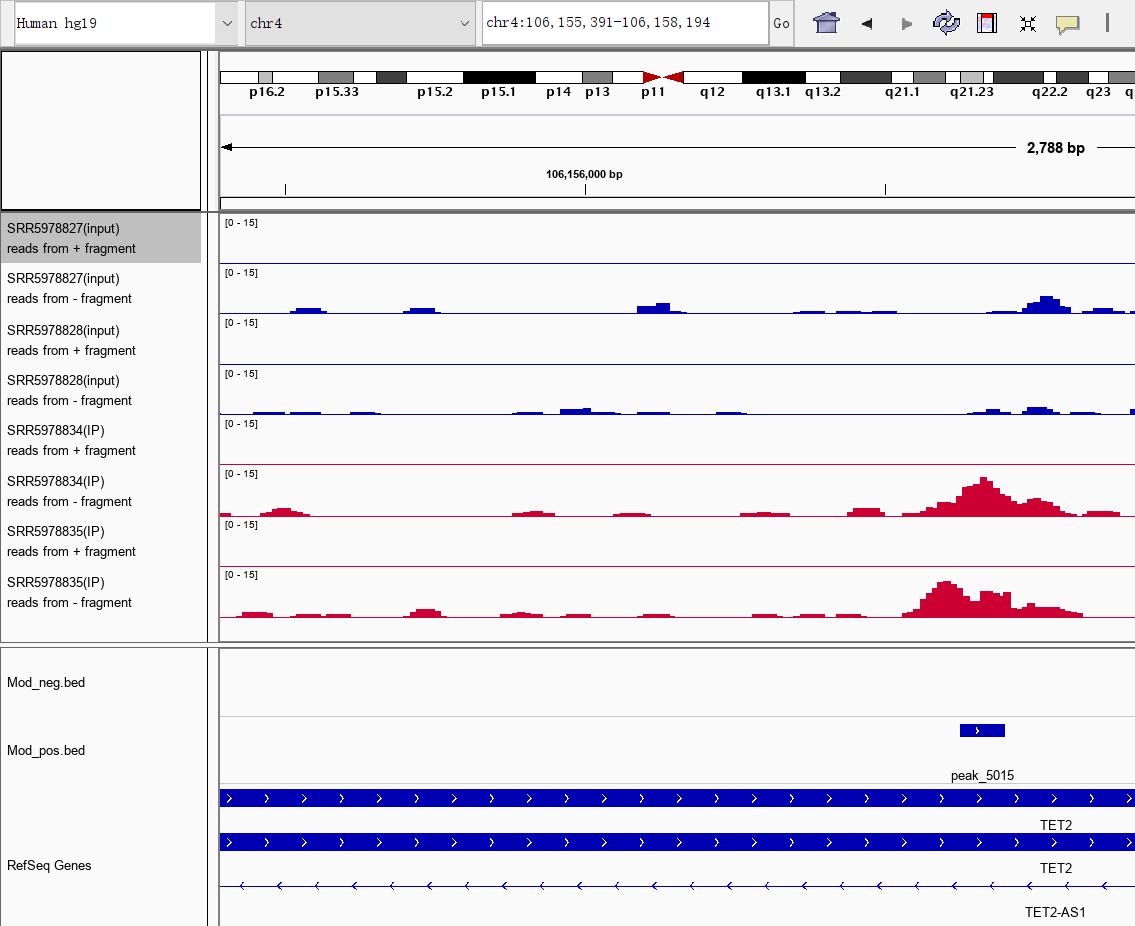 Human hg19 chr4 chr4:106,155,391-106,158,194 Go
p16.2 p15.33 p15.2 p15.1 p14 p13 p11 q12 q13.1 q13.2 q21.1 q21.23 q22.2 q23 q
2,788 bp
106,156,000 bp
SRR5978827(input)
reads from + fragment
[0 - 15]
SRR5978827(input)
reads from - fragment
[0 - 15]
SRR5978828(input)
reads from + fragment
[0 - 15]
SRR5978828(input)
reads from - fragment
[0 - 15]
SRR5978834(IP)
reads from + fragment
[0 - 15]
SRR5978834(IP)
reads from - fragment
[0 - 15]
SRR5978835(IP)
reads from + fragment
[0 - 15]
SRR5978835(IP)
reads from - fragment
[0 - 15]
Mod_neg.bed
Mod_pos.bed
peak_5015
TET2
RefSeq Genes
TET2
TET2-AS1